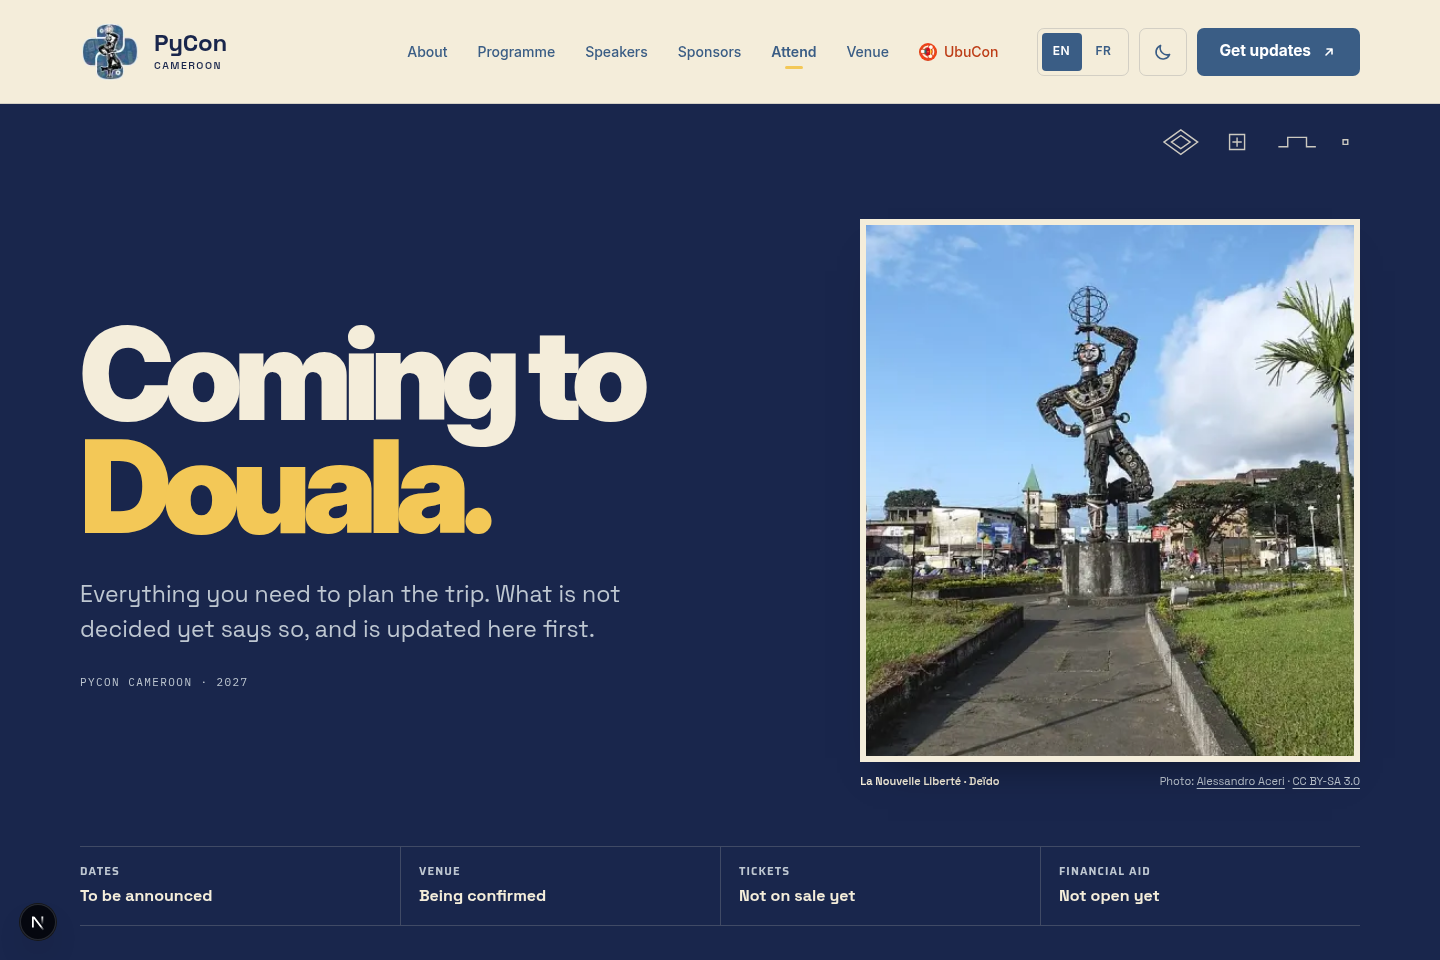 PyCon
CAMEROON
About
Programme
Speakers
Sponsors
Attend
Venue
UbuCon
EN
FR
Get updates
Coming to
Douala.
Everything you need to plan the trip. What is not
decided yet says so, and is updated here first.
PYCON CAMEROON · 2027
La Nouvelle Liberté · Deïdo
Photo: Alessandro Aceri · CC BY-SA 3.0
DATES
To be announced
VENUE
Being confirmed
TICKETS
Not on sale yet
FINANCIAL AID
Not open yet
N